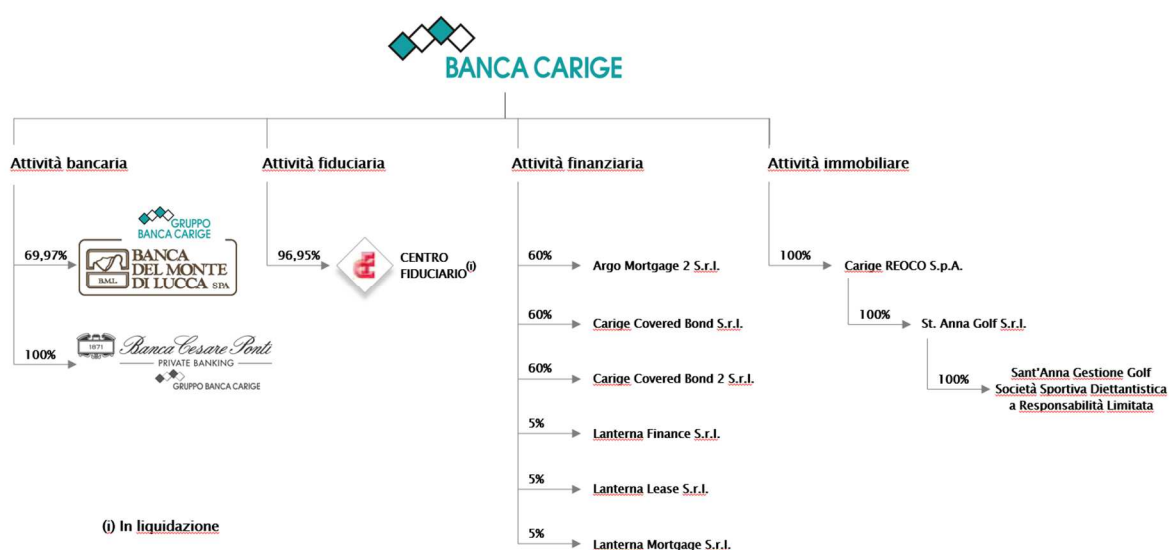 BANCA CARIGE
Attività bancaria
Attività fiduciaria
Attività finanziaria
Attività immobiliare
69,97%
GRUPPO
BANCA CARIGE
BANCA
DEL MONTE
DI LUCCA SPA
B.M.L.
100%
1871
Banca Cesare Ponti
PRIVATE BANKING
GRUPPO BANCA CARIGE
96,95%
CENTRO
FIDUCIARIO(i)
60%
Argo Mortgage 2 S.r.l.
60%
Carige Covered Bond S.r.l.
60%
Carige Covered Bond 2 S.r.l.
5%
Lanterna Finance S.r.l.
5%
Lanterna Lease S.r.l.
5%
Lanterna Mortgage S.r.l.
100%
Carige REOCO S.p.A.
100%
St. Anna Golf S.r.l.
100%
Sant'Anna Gestione Golf
Società Sportiva Diettantistica
a Responsabilità Limitata
(i) In liquidazione